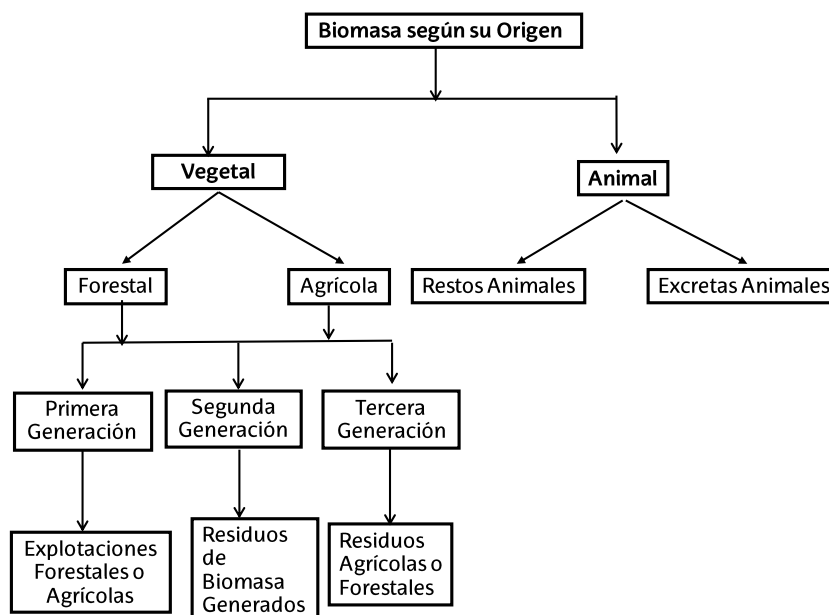 Biomasa según su Origen
Vegetal
Animal
Forestal
Agrícola
Restos Animales
Excretas Animales
Primera
Generación
Segunda
Generación
Tercera
Generación
Explotaciones
Forestales o
Agrícolas
Residuos
de
Biomasa
Generados
Residuos
Agrícolas o
Forestales